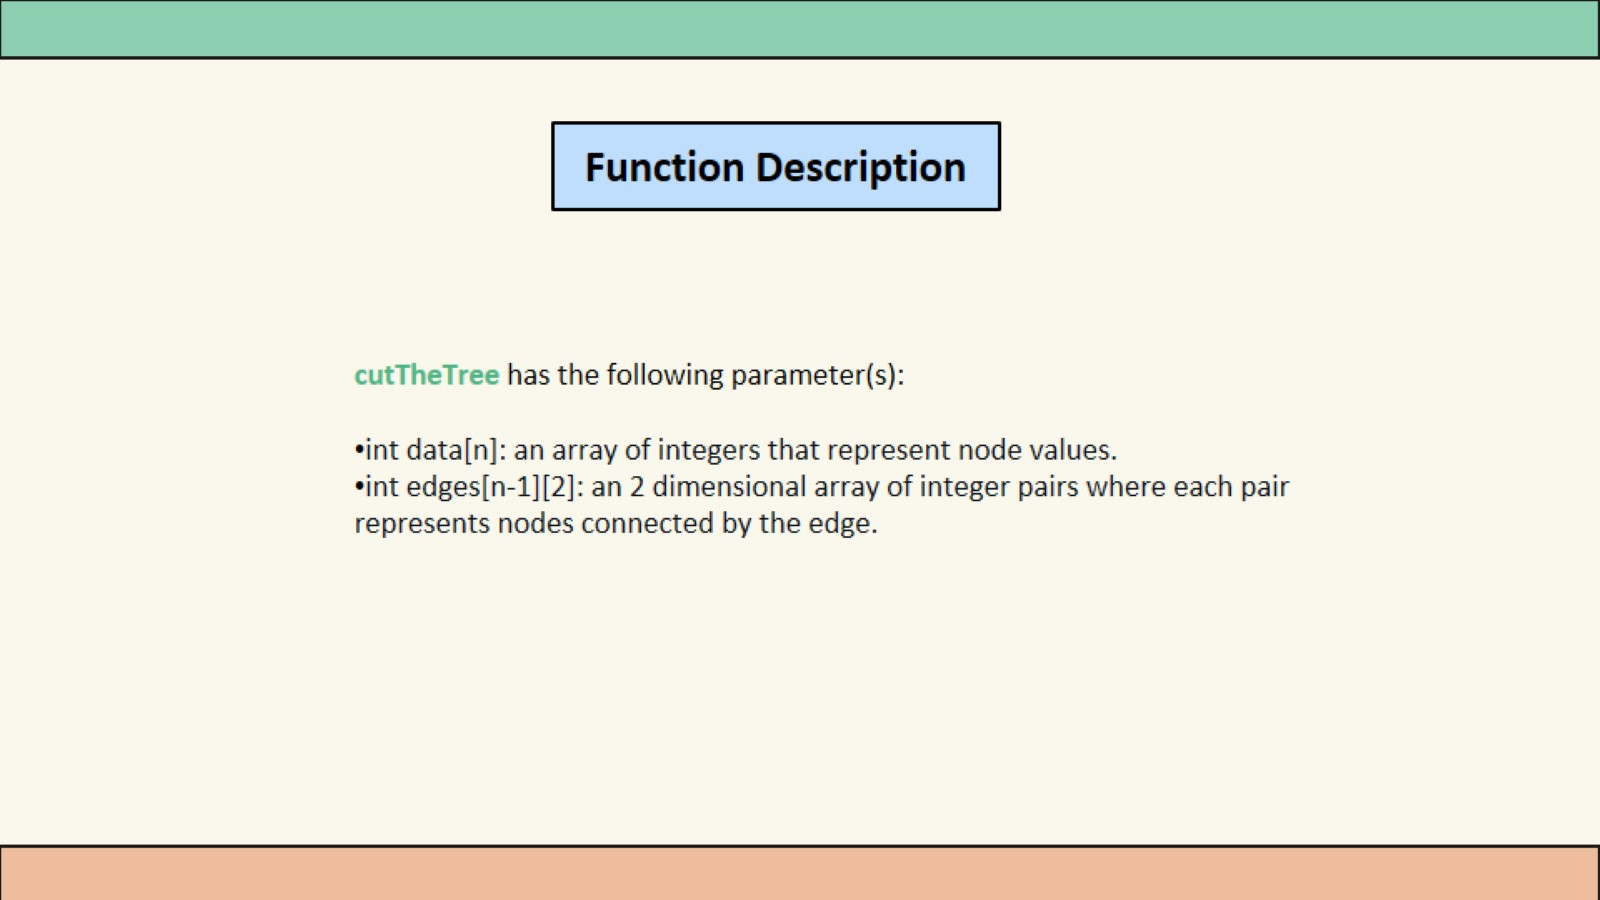 Function Description
cutTheTree has the following parameter(s):
•int data[n]: an array of integers that represent node values.
•int edges[n-1][2]: an 2 dimensional array of integer pairs where each pair
represents nodes connected by the edge.